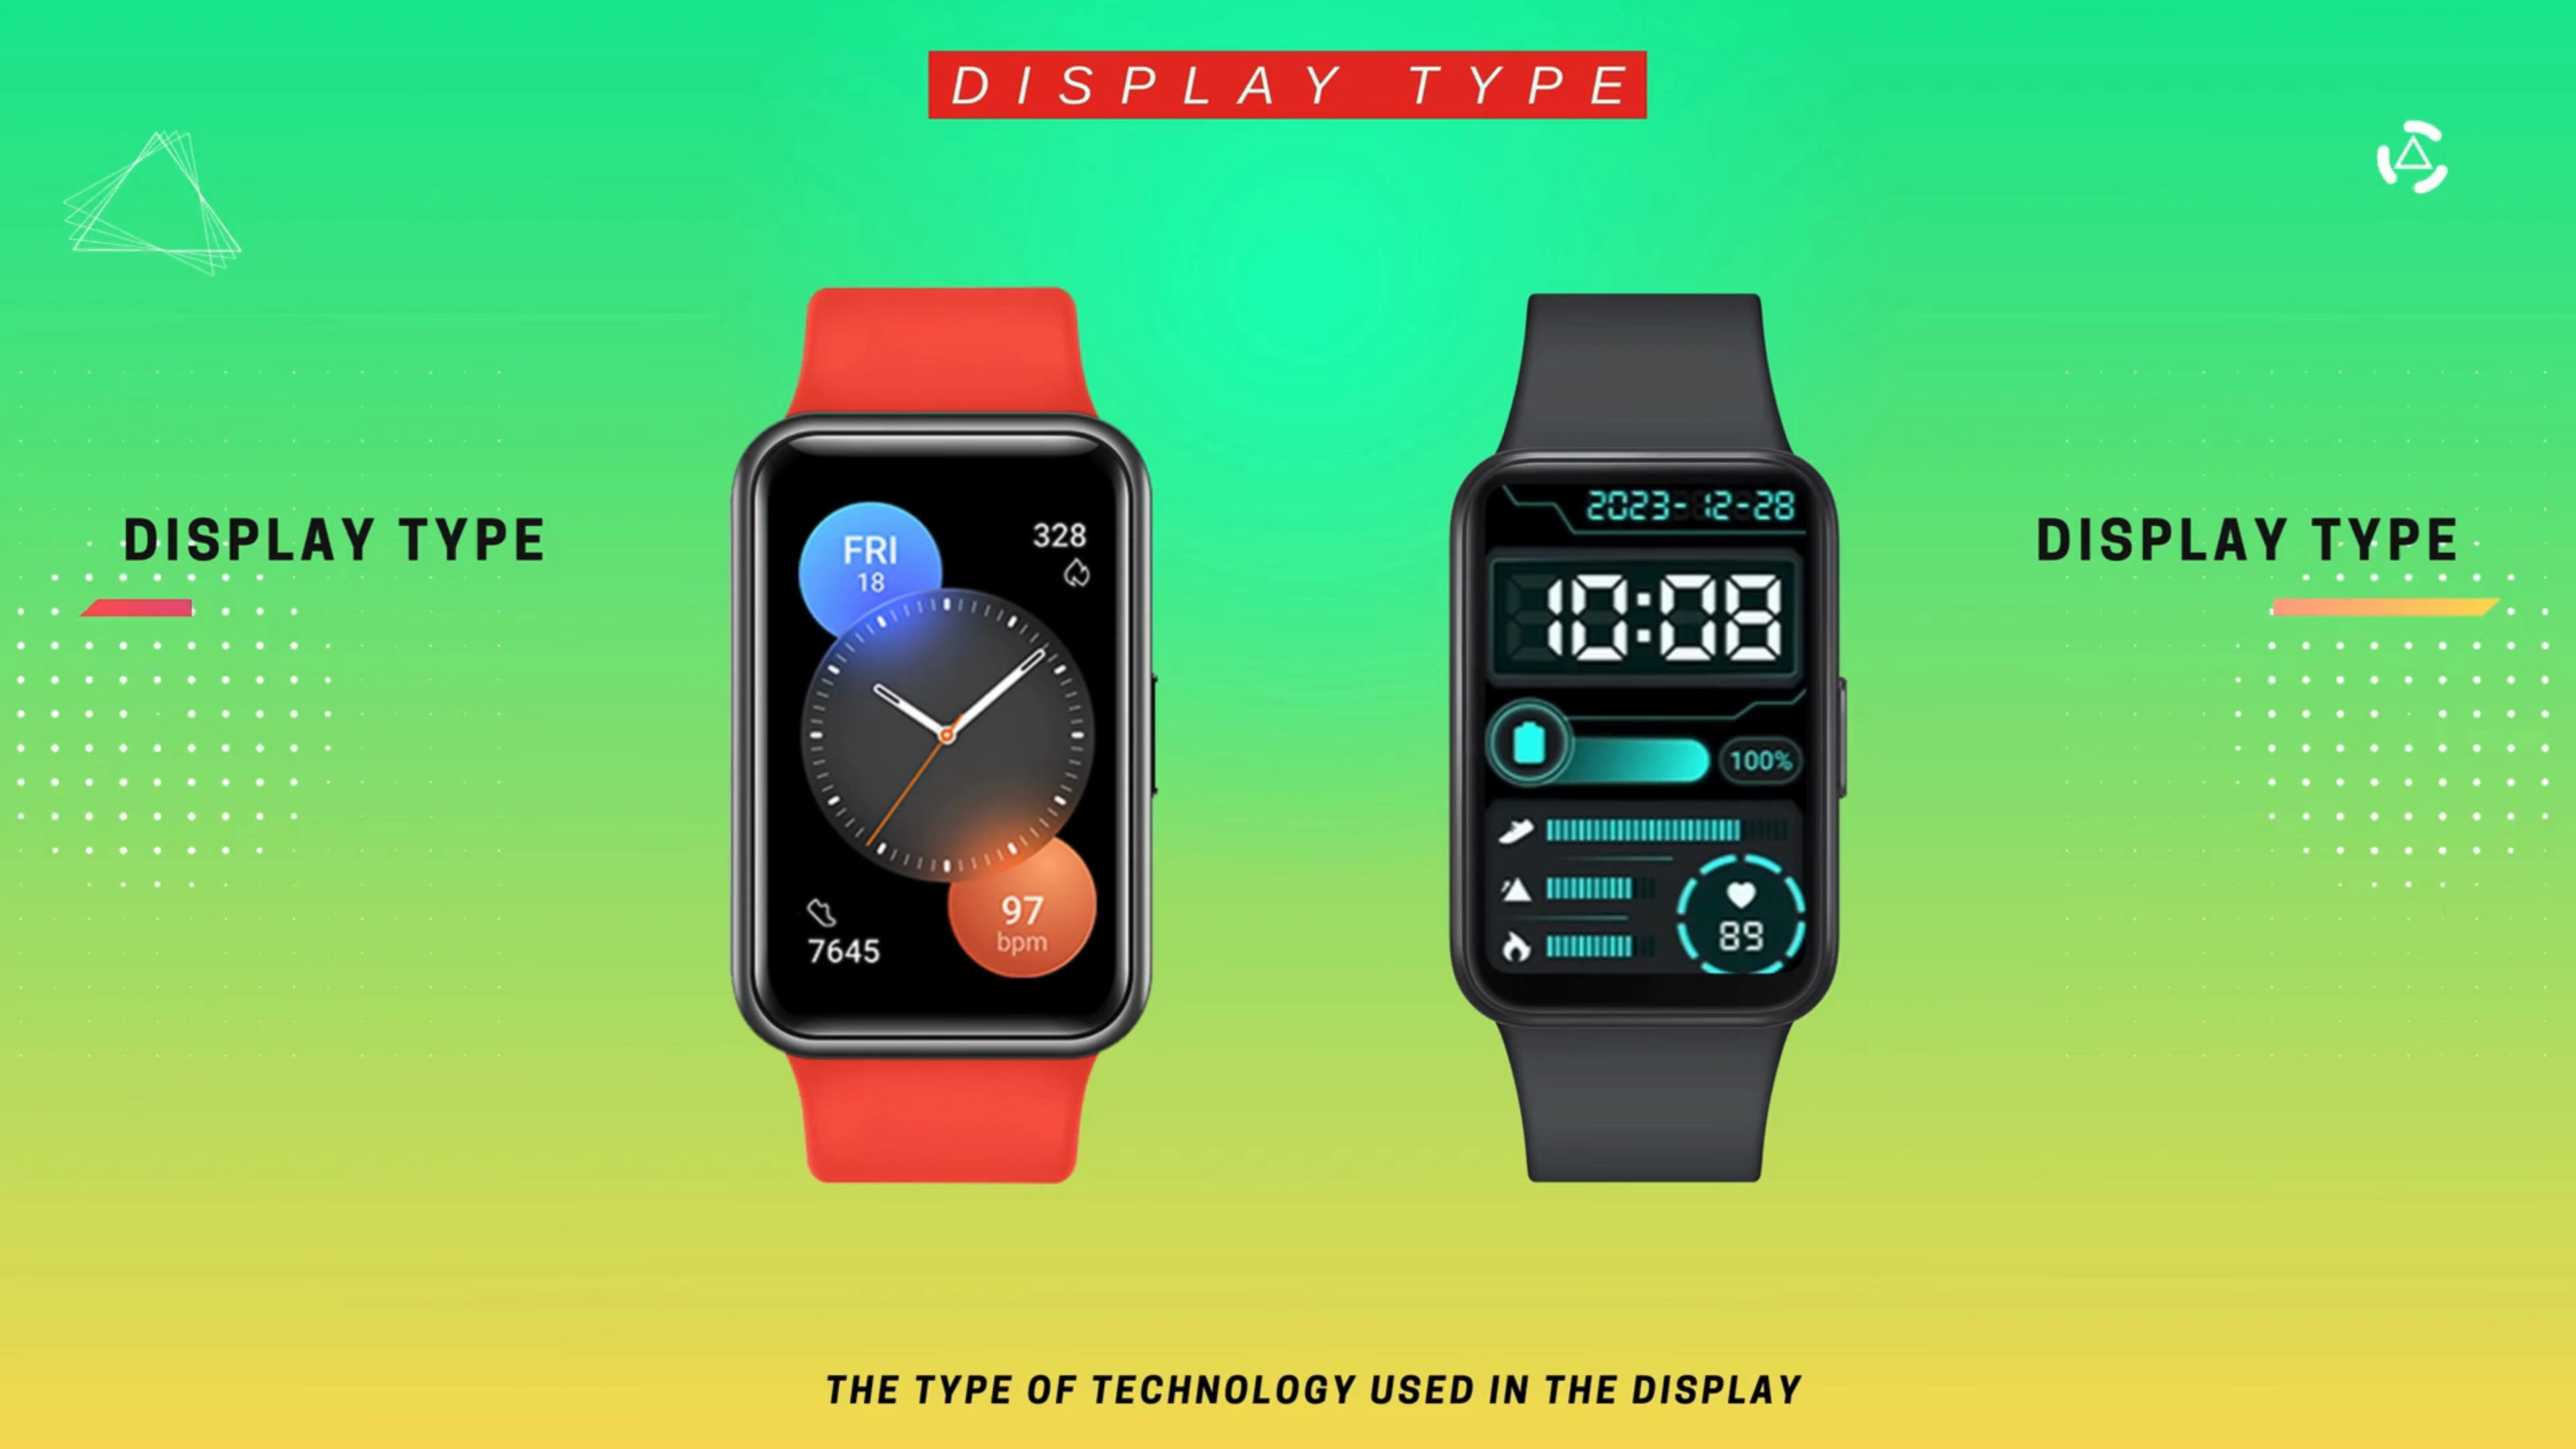 DISPLAY TYPE
DISPLAY TYPE
DISPLAY TYPE
FRI
18
328
97
bpm
7645
2023-12-28
10:08
100%
89
THE TYPE OF TECHNOLOGY USED IN THE DISPLAY